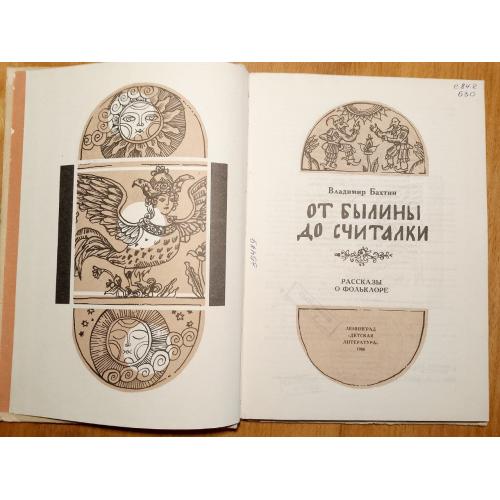 Владимир Бахтин
ОТ БЫЛИНЫ
ДО СЧИТАЛКИ
РАССКАЗЫ
О ФОЛЬКЛОРЕ
ЛЕНИНГРАД
«ДЕТСКАЯ
ЛИТЕРАТУРА»